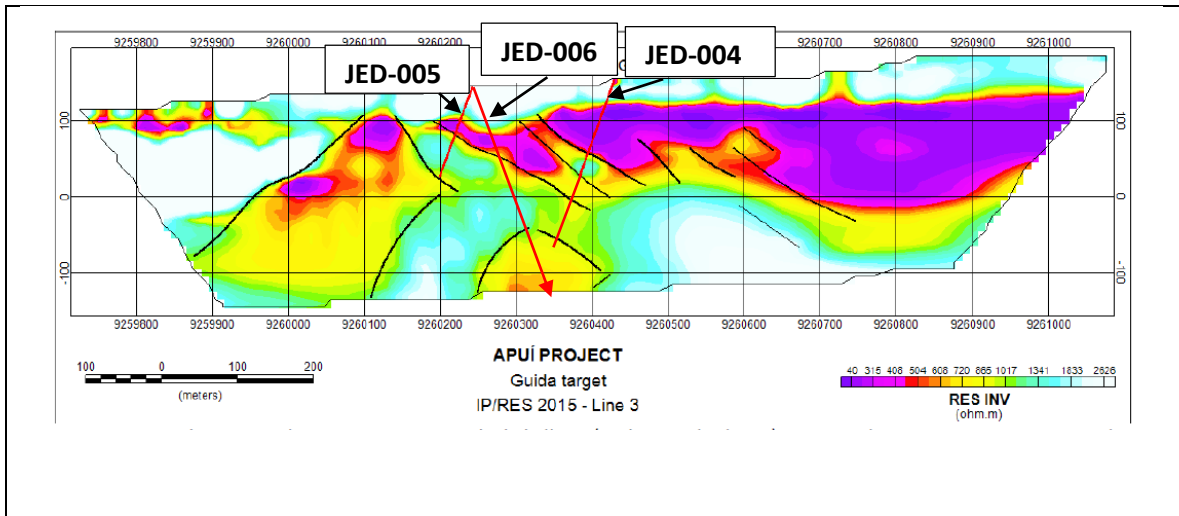 9259800 9259900 9260000 9260100 9260200 9260700 9260800 9260900 9261000
JED-005
JED-006
JED-004
100 100
0 0
-100 -100
9259800 9259900 9260000 9260100 9260200 9260300 9260400 9260500 9260600 9260700 9260800 9260900 9261000
APUÍ PROJECT
Guida target
IP/RES 2015 - Line 3
100 0 100 200
(meters)
40 315 408 504 608 720 865 1017 1341 1833 2626
RES INV
(ohm.m)